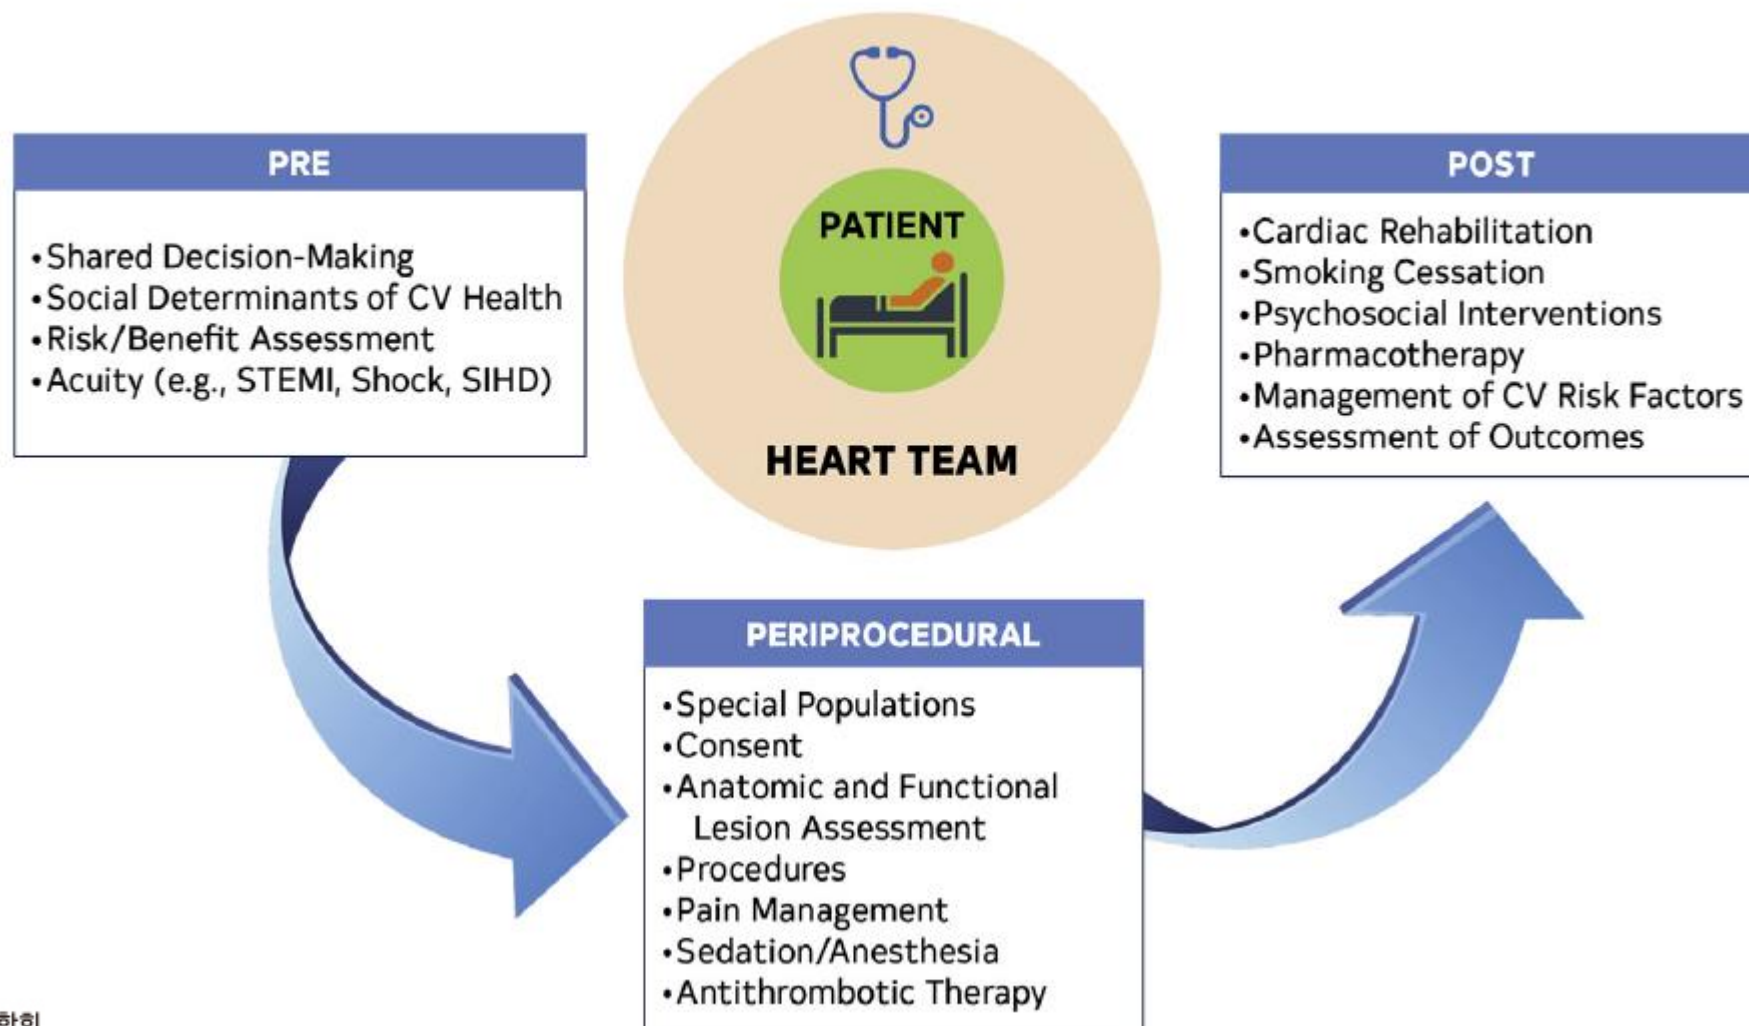 PRE
•Shared Decision-Making
•Social Determinants of CV Health
•Risk/Benefit Assessment
•Acuity (e.g., STEMI, Shock, SIHD)
PATIENT
HEART TEAM
PERIPROCEDURAL
•Special Populations
•Consent
•Anatomic and Functional
Lesion Assessment
•Procedures
•Pain Management
•Sedation/Anesthesia
•Antithrombotic Therapy
POST
•Cardiac Rehabilitation
•Smoking Cessation
•Psychosocial Interventions
•Pharmacotherapy
•Management of CV Risk Factors
•Assessment of Outcomes